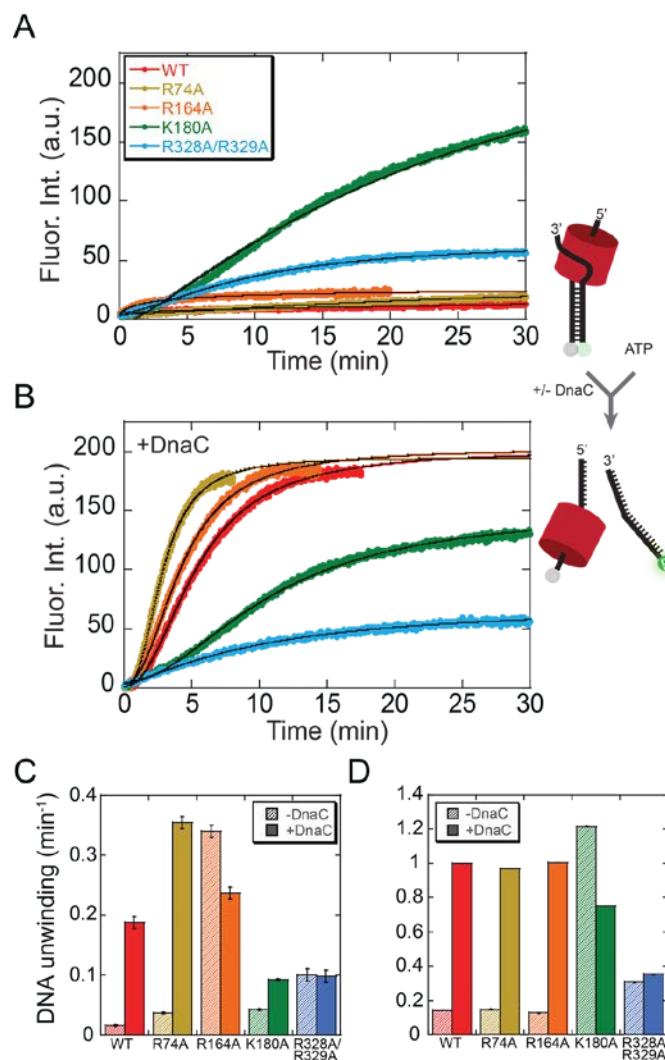 A
Fluor. Int. (a.u.)
200
150
100
50
0
WT
R74A
R164A
K180A
R328A/R329A
0 5 10 15 20 25 30
Time (min)
3' 5'
ATP
+/- DnaC
5' 3'
B
+DnaC
Fluor. Int. (a.u.)
200
150
100
50
0
0 5 10 15 20 25 30
Time (min)
C
DNA unwinding (min⁻¹)
0.4
0.3
0.2
0.1
0
-DnaC
+DnaC
WT R74A R164A K180A R328A/
R329A
D
1.4
1.2
1
0.8
0.6
0.4
0.2
0
-DnaC
+DnaC
WT R74A R164A K180A R328A/
R329A